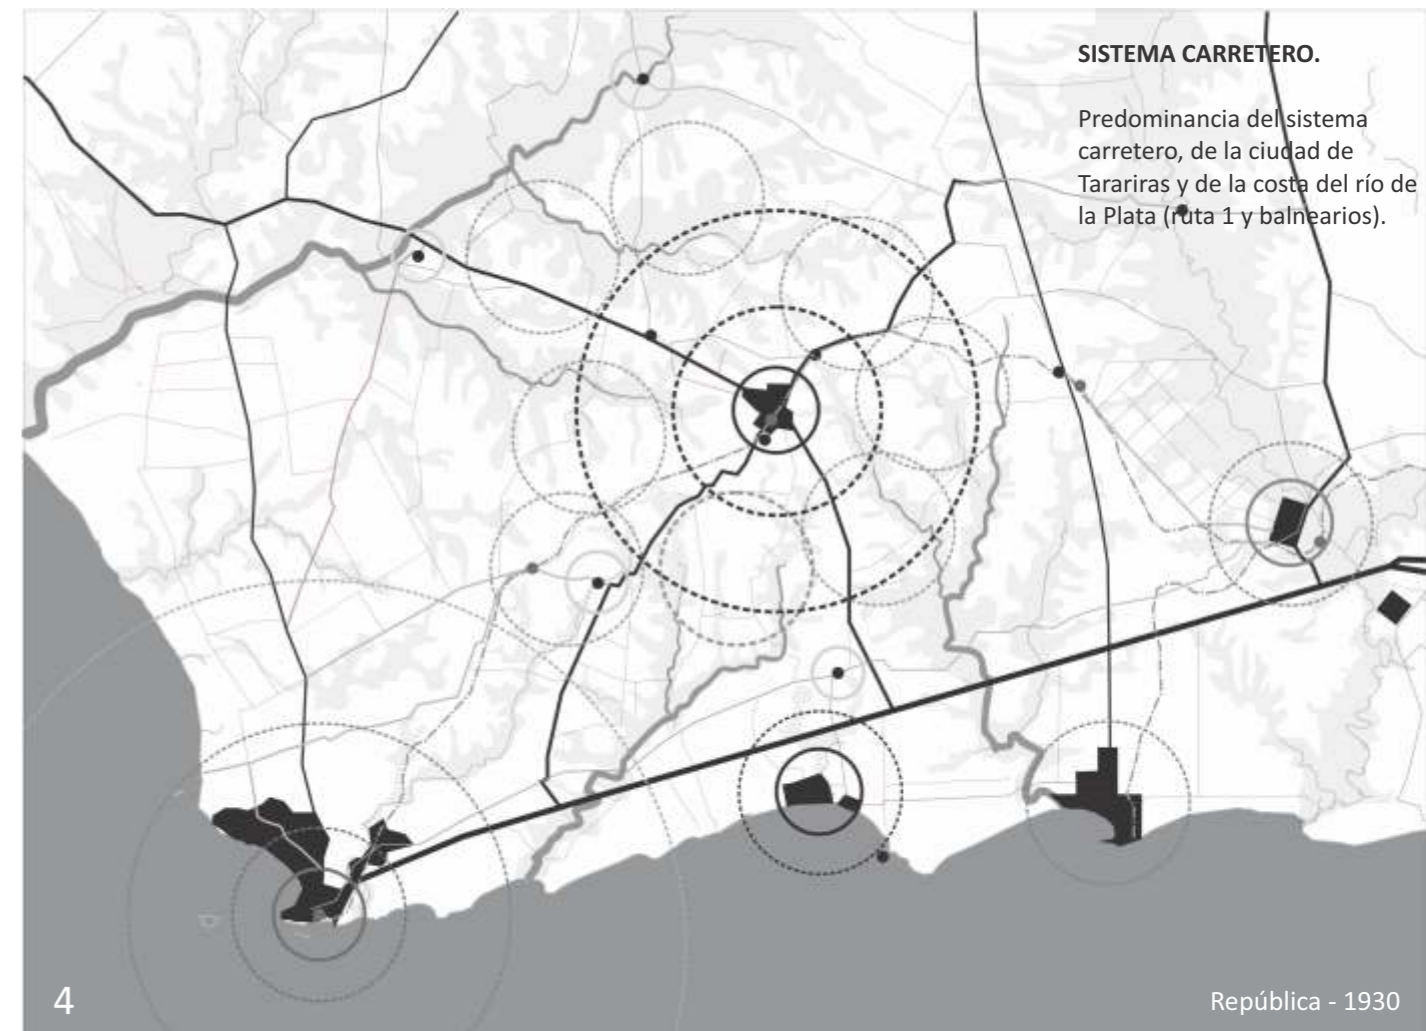 SISTEMA CARRETERO.
Predominancia del sistema
carretero, de la ciudad de
Tarariras y de la costa del río de
la Plata (ruta 1 y balnearios).
4
República - 1930